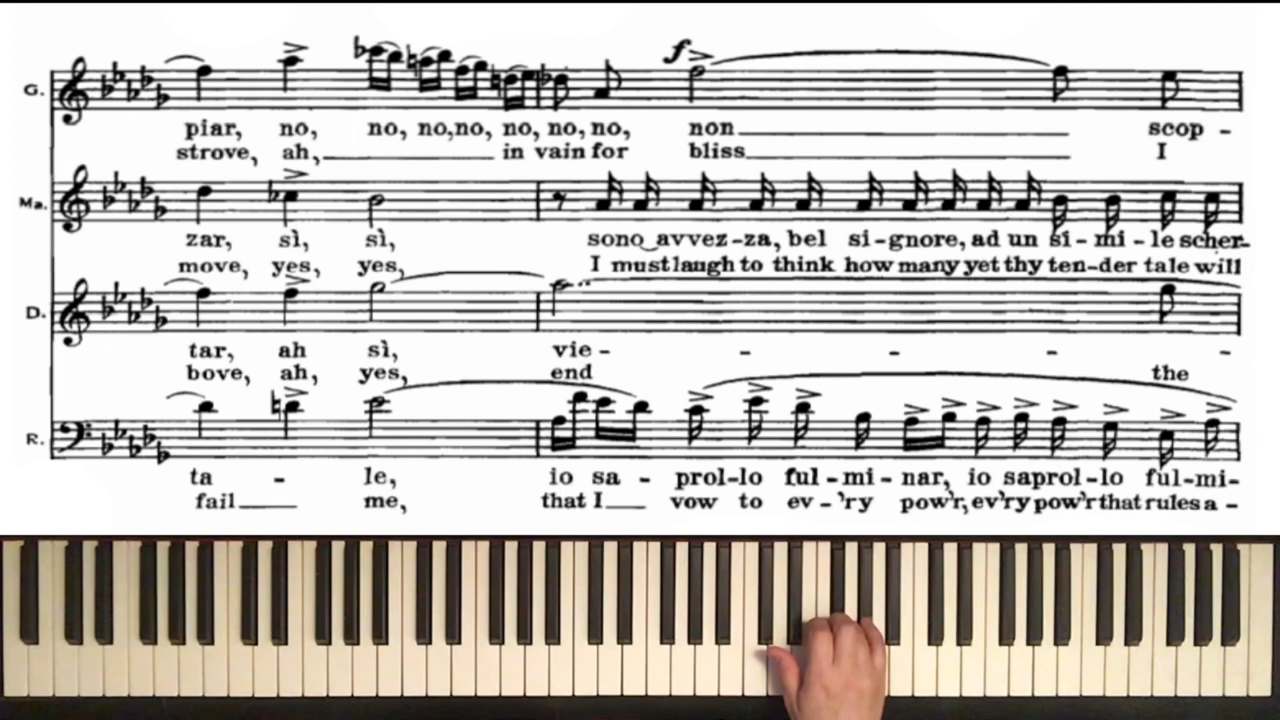 f
G.
piar, no, no, no, no, no, no, no, non scop -
strove, ah, in vain for bliss I
Ma.
zar, sì, sì, sono avvez-za, bel si-gnore, ad un si-mi-le scher-
move, yes, yes, I must laugh to think how many yet thy ten-der tale will
D.
tar, ah sì, vie - - - - -
bove, ah, yes, end the
R.
ta - le, io sa - prol-lo ful-mi-nar, io saprol-lo ful-mi-
fail me, that I vow to ev-'ry pow'r, ev'ry pow'r that rules a -